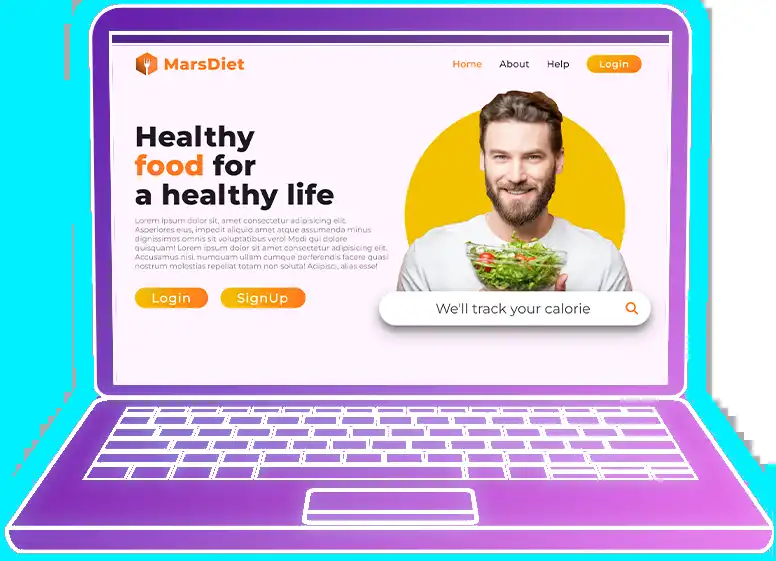 MarsDiet
Home About Help Login
Healthy
food for
a healthy life
Lorem ipsum dolor sit, amet consectetur adipisicing elit.
Asperiores eius, impedit aliquid amet atque assumenda minus
dignissimos omnis sit voluptatibus vero! Modi qui dolore
quisquam! Lorem ipsum dolor sit amet consectetur adipisicing elit.
Accusamus nisi, numquam ullam cumque perferendis facere quasi
nostrum molestias repellat totam non soluta! Adipisci, alias esse!
Login SignUp
We'll track your calorie